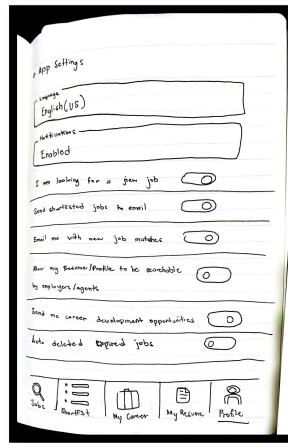 App Settings
Language
English (US)
Notifications
Enabled
I am looking for a new job
Send shortlisted jobs to email
Email me with new job matches
Allow my Resume/Profile to be searchable
by employers/agents
Send me career development opportunities
Auto deleted expired jobs
Jobs
Shortlist
My Career
My Resume
Profile